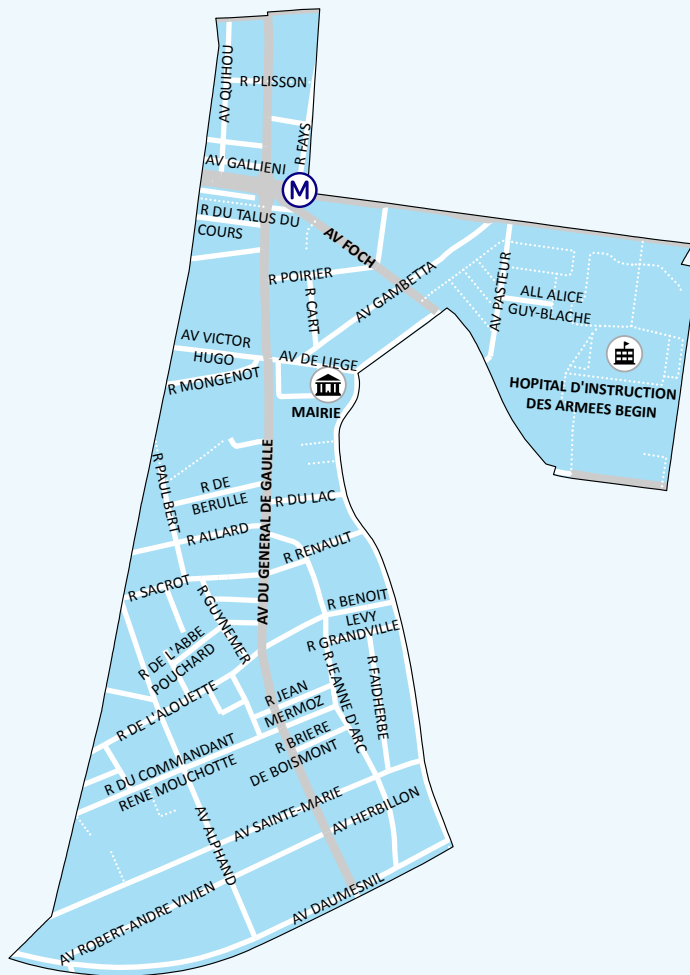 AV QUIHOU
R PLISSON
R FAYS
AV GALLIENI
M
R DU TALUS DU
COURS
AV FOCH
R POIRIER
R CART
AV GAMBETTA
AV PASTEUR
ALL ALICE
GUY-BLACHE
AV VICTOR
HUGO
AV DE LIEGE
R MONGENOT
MAIRIE
HOPITAL D'INSTRUCTION
DES ARMEES BEGIN
R PAUL BERT
R DE
BERULLE
AV DU GENERAL DE GAULLE
R DU LAC
R ALLARD
R RENAULT
R SACROT
R GUYNEMER
R BENOIT
LEVY
R GRANDVILLE
R DE L'ABBE
POUCHARD
R JEANNE D'ARC
R FAIDHERBE
R DE L'ALOUETTE
R JEAN
MERMOZ
R DU COMMANDANT
RENE MOUCHOTTE
R BRIERE
DE BOISMONT
AV SAINTE-MARIE
AV HERBILLON
AV ALPHAND
AV ROBERT-ANDRE VIVIEN
AV DAUMESNIL